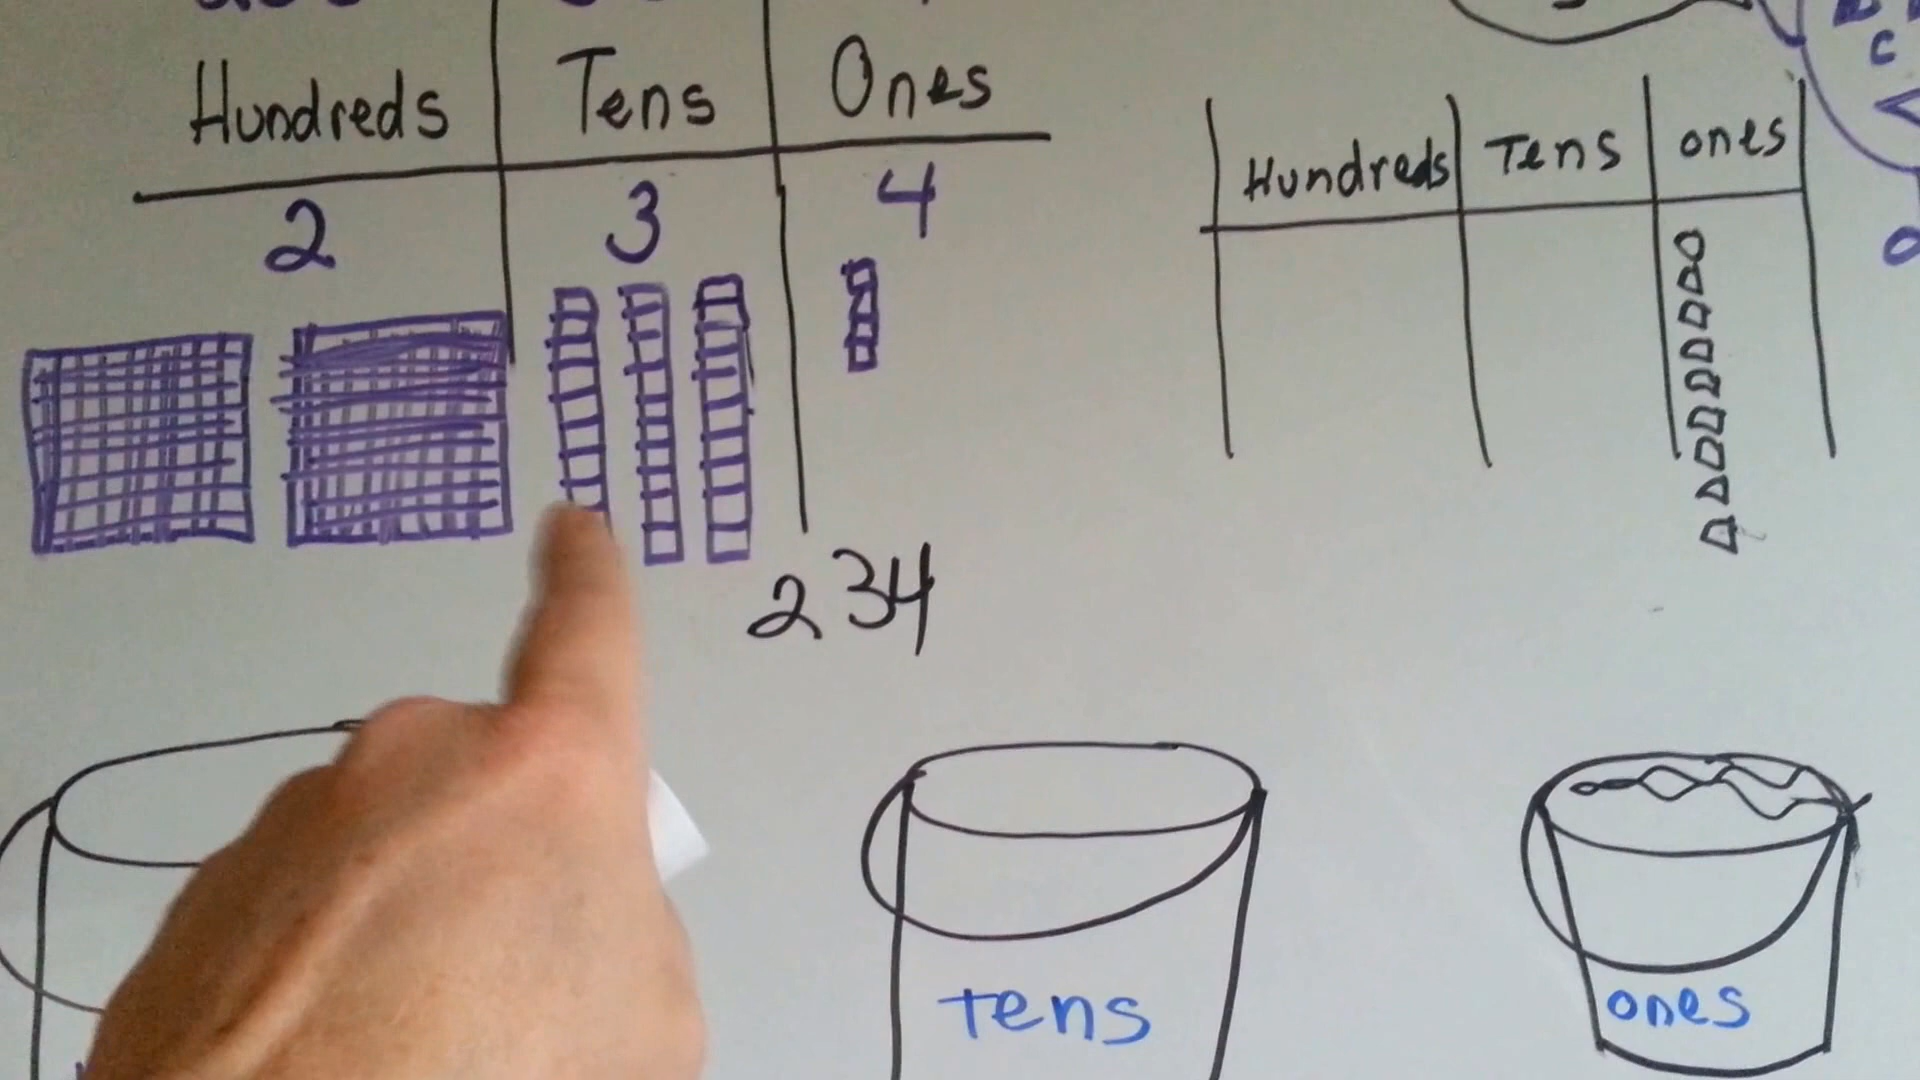 Hundreds Tens Ones
2 3 4
234
Hundreds Tens ones
C
tens
ones